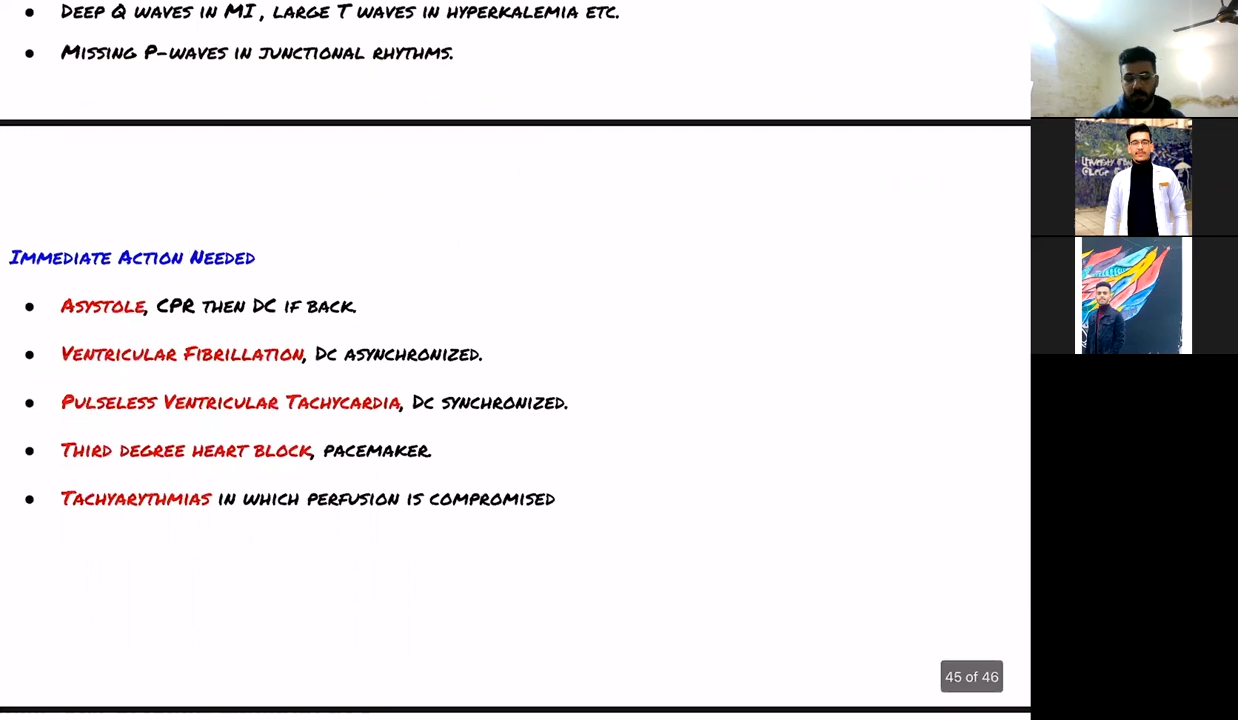 • Deep Q waves in MI, large T waves in hyperkalemia etc.
• Missing P-waves in junctional rhythms.
Immediate Action Needed
• Asystole, CPR then DC if back.
• Ventricular Fibrillation, Dc asynchronized.
• Pulseless Ventricular Tachycardia, Dc synchronized.
• Third degree heart block, pacemaker.
• Tachyarythmias in which perfusion is compromised
45 of 46